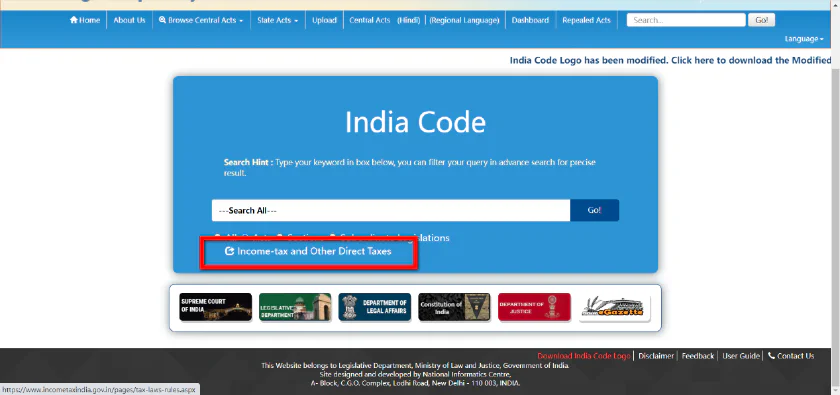 Home About Us Browse Central Acts State Acts Upload Central Acts (Hindi) (Regional Language) Dashboard Repealed Acts Search... Go!
Language
India Code Logo has been modified. Click here to download the Modified
India Code
Search Hint : Type your keyword in box below, you can filter your query in advance search for precise
result.
---Search All--- Go!
Income-tax and Other Direct Taxes
SUPREME COURT
OF INDIA
LEGISLATIVE
DEPARTMENT
DEPARTMENT OF
LEGAL AFFAIRS
Constitution of
India
DEPARTMENT OF
JUSTICE
eGazette
Download India Code Logo Disclaimer Feedback User Guide Contact Us
This Website belongs to Legislative Department, Ministry of Law and Justice, Government of India.
Site designed and developed by National Informatics Centre,
A- Block, C.G.O. Complex, Lodhi Road, New Delhi - 110 003, INDIA.
https://www.incometaxindia.gov.in/pages/tax-laws-rules.aspx